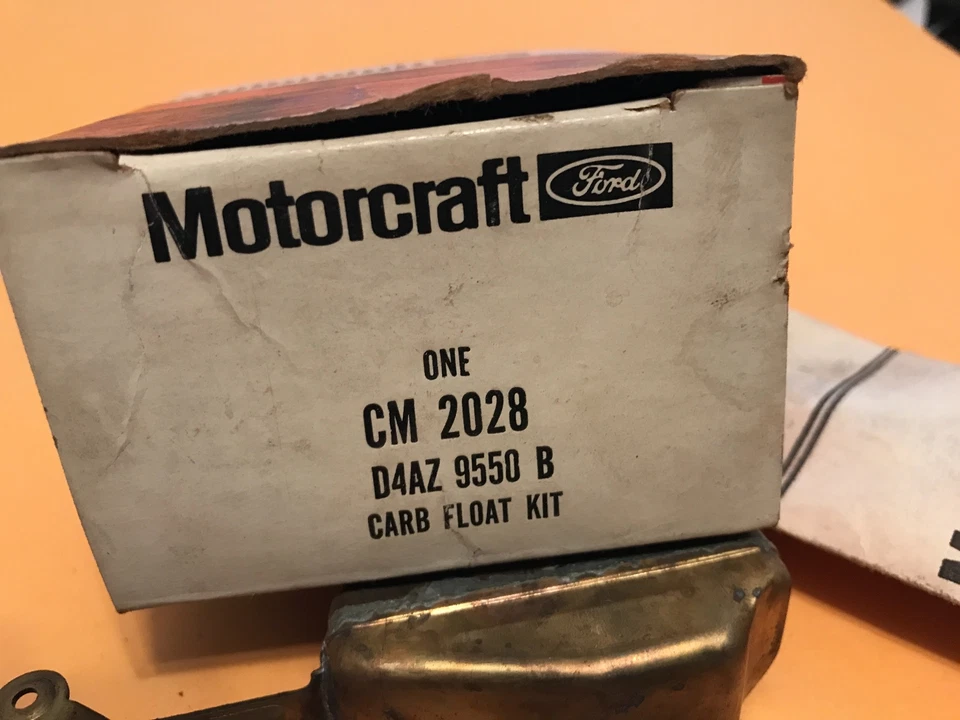 Motorcraft Ford
ONE
CM 2028
D4AZ 9550 B
CARB FLOAT KIT